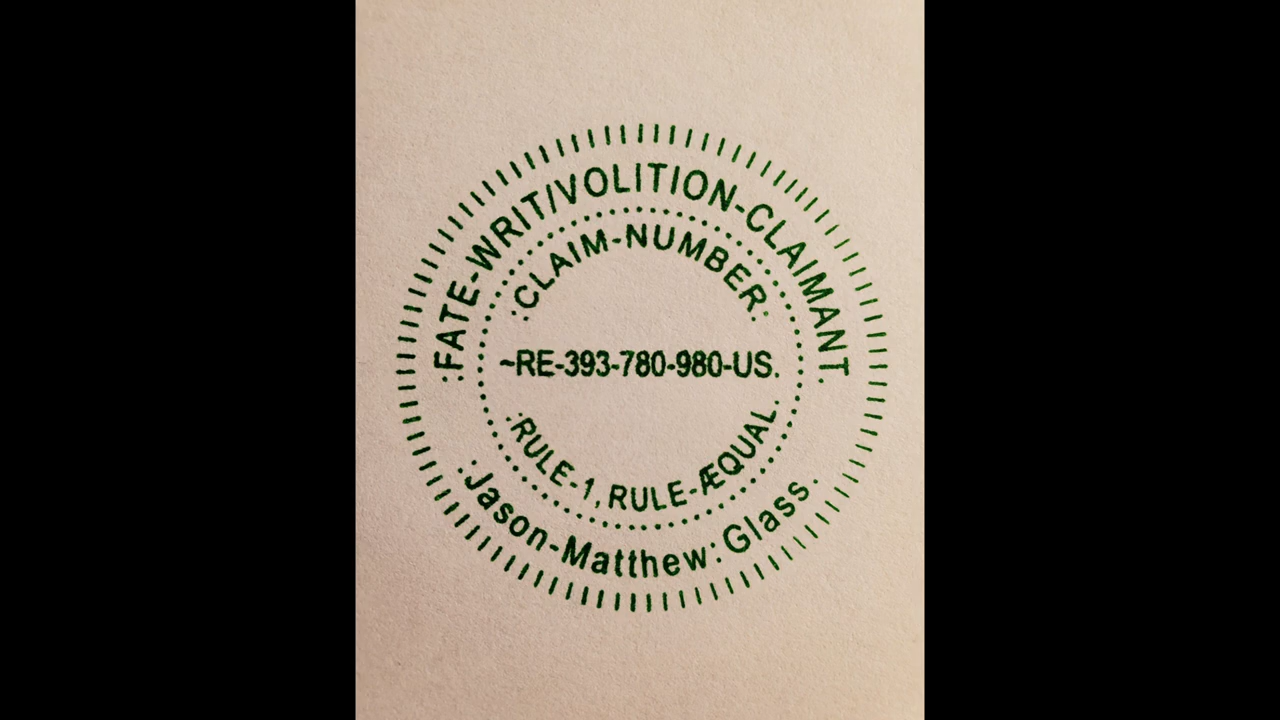 :FATE-WRIT/VOLITION-CLAIMANT.
:CLAIM-NUMBER:
~RE-393-780-980-US.
:RULE-1, RULE-ÆQUAL.
:Jason-Matthew: Glass.